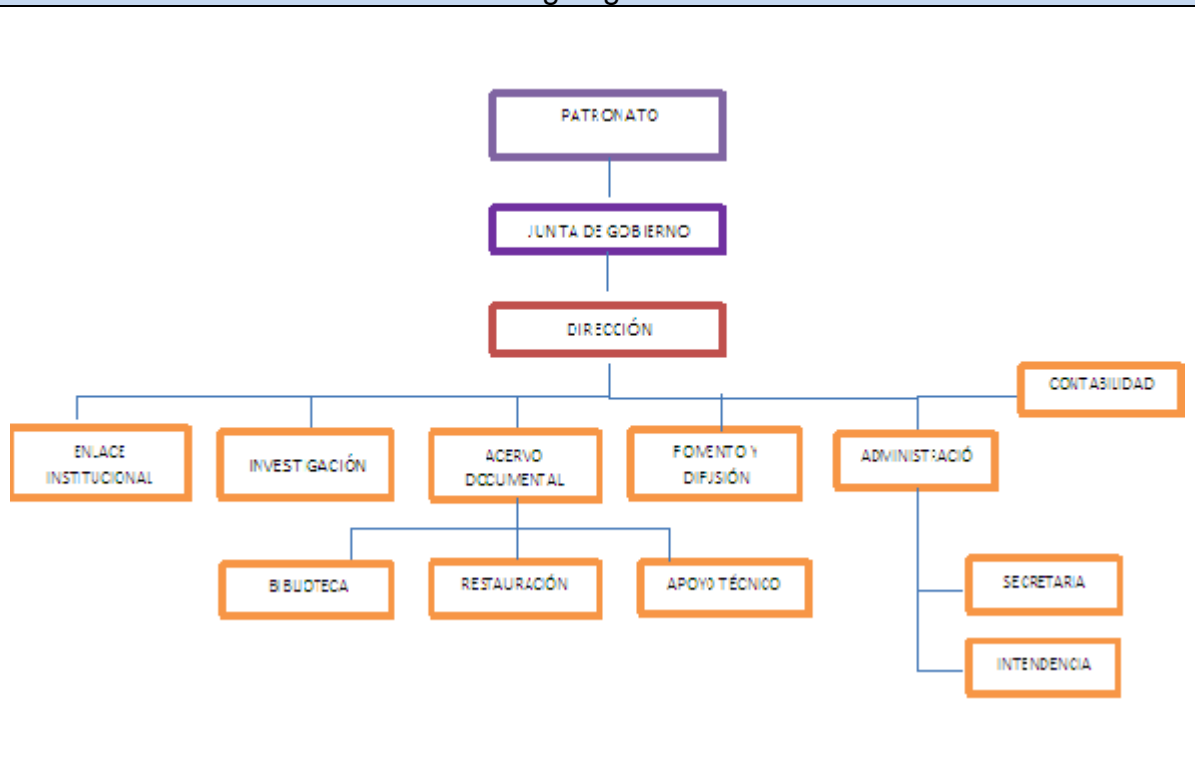 PATRONATO
JUNTA DE GOBIERNO
DIRECCIÓN
CONTABILIDAD
ENLACE
INSTITUCIONAL
INVESTIGACIÓN
ACERVO
DOCUMENTAL
FOMENTO Y
DIFUSIÓN
ADMINISTRACIÓ
BIBLIOTECA
RESTAURACIÓN
APOYO TÉCNICO
SECRETARIA
INTENDENCIA